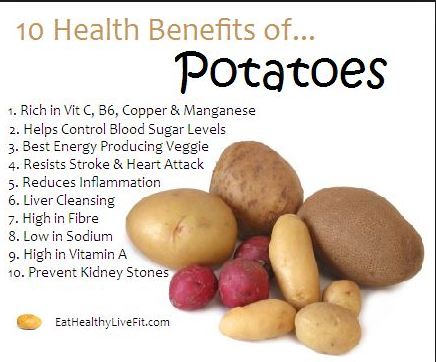 10 Health Benefits of...
Potatoes
1. Rich in Vit C, B6, Copper & Manganese
2. Helps Control Blood Sugar Levels
3. Best Energy Producing Veggie
4. Resists Stroke & Heart Attack
5. Reduces Inflammation
6. Liver Cleansing
7. High in Fibre
8. Low in Sodium
9. High in Vitamin A
10. Prevent Kidney Stones
EatHealthyLiveFit.com